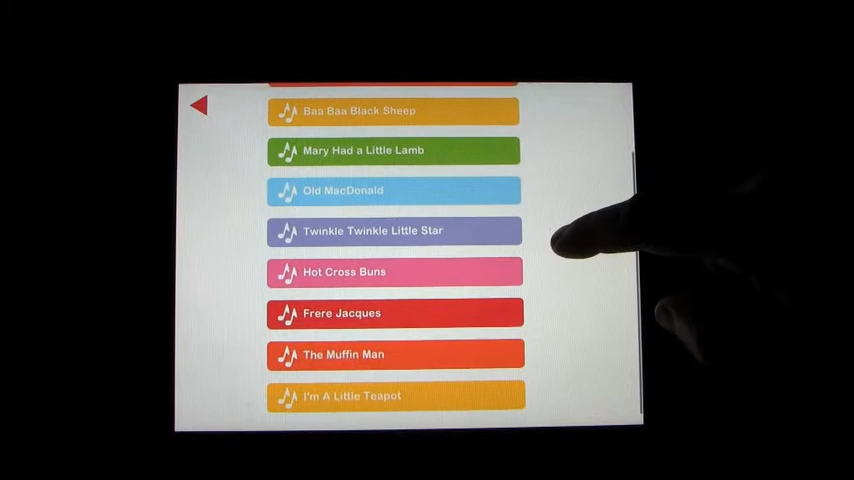 Baa Baa Black Sheep
Mary Had a Little Lamb
Old MacDonald
Twinkle Twinkle Little Star
Hot Cross Buns
Frere Jacques
The Muffin Man
I'm A Little Teapot